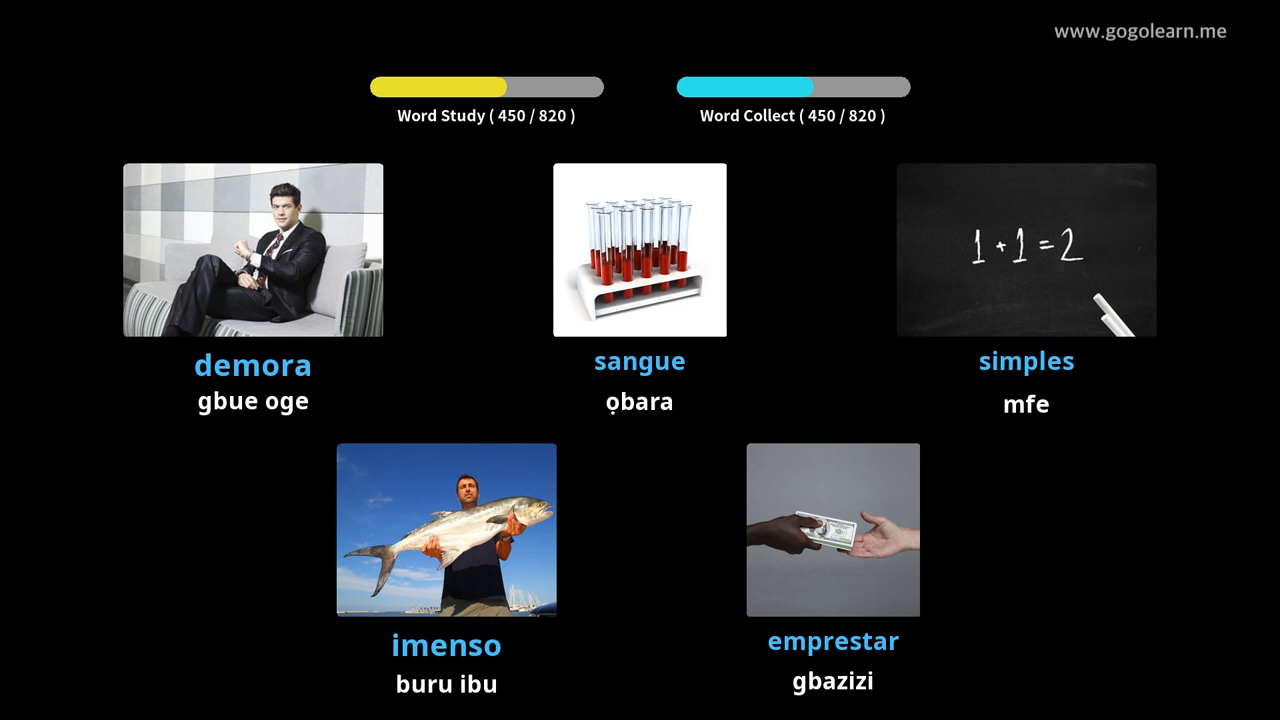 www.gogolearn.me
Word Study ( 450 / 820 )
Word Collect ( 450 / 820 )
1 + 1 = 2
demora
gbue oge
sangue
ọbara
simples
mfe
imenso
buru ibu
emprestar
gbazizi